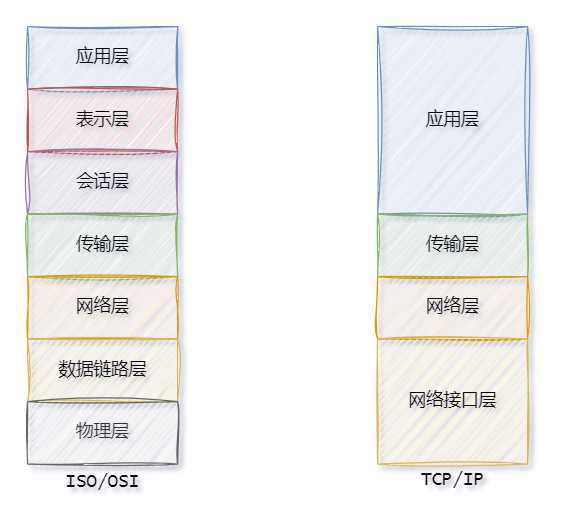 应用层
表示层
会话层
传输层
网络层
数据链路层
物理层
ISO/OSI
应用层
传输层
网络层
网络接口层
TCP/IP